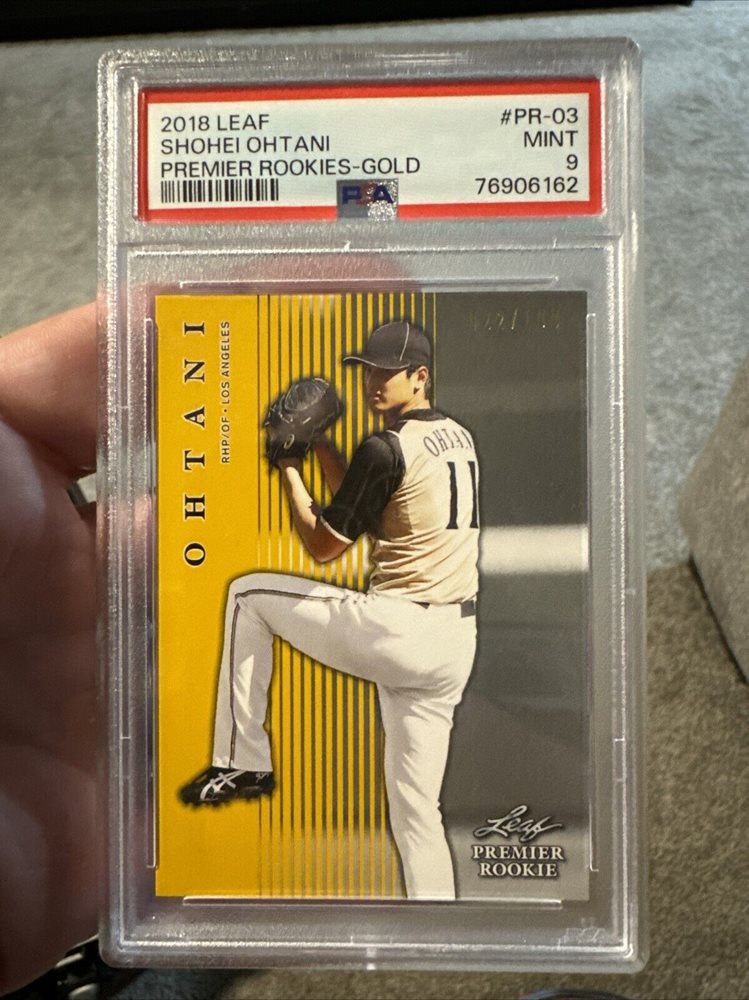 2018 LEAF #PR-03
SHOHEI OHTANI MINT
PREMIER ROOKIES-GOLD 9
PSA 76906162
OHTANI
RHP/OF • LOS ANGELES
OHTANI
11
Leaf
PREMIER
ROOKIE